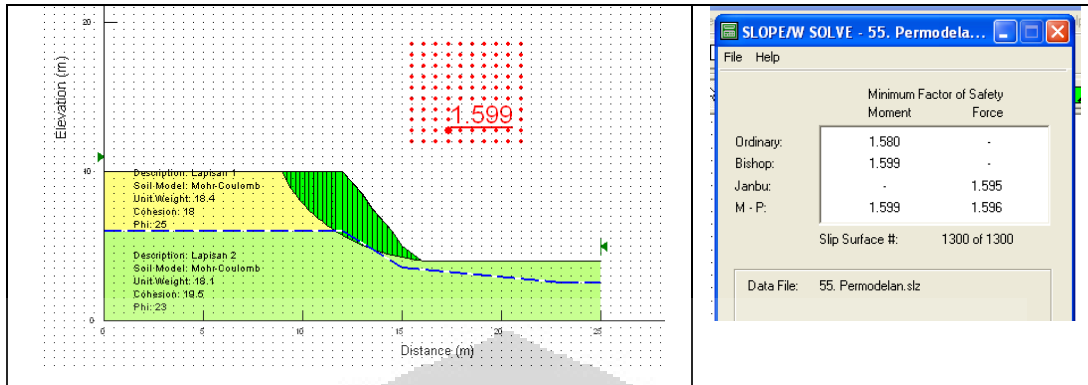 20
Elevation (m)
1.599
10
Description: Lapisan 1
Soil Model: Mohr-Coulomb
Unit Weight: 18.4
Cohesion: 18
Phi: 25
Description: Lapisan 2
Soil Model: Mohr-Coulomb
Unit Weight: 18.1
Cohesion: 19.5
Phi: 23
0
0 5 10 15 20 25
Distance (m)
SLOPE/W SOLVE - 55. Permodela...
File Help
Minimum Factor of Safety
Moment Force
Ordinary: 1.580 -
Bishop: 1.599 -
Janbu: - 1.595
M - P: 1.599 1.596
Slip Surface #: 1300 of 1300
Data File: 55. Permodelan.slz